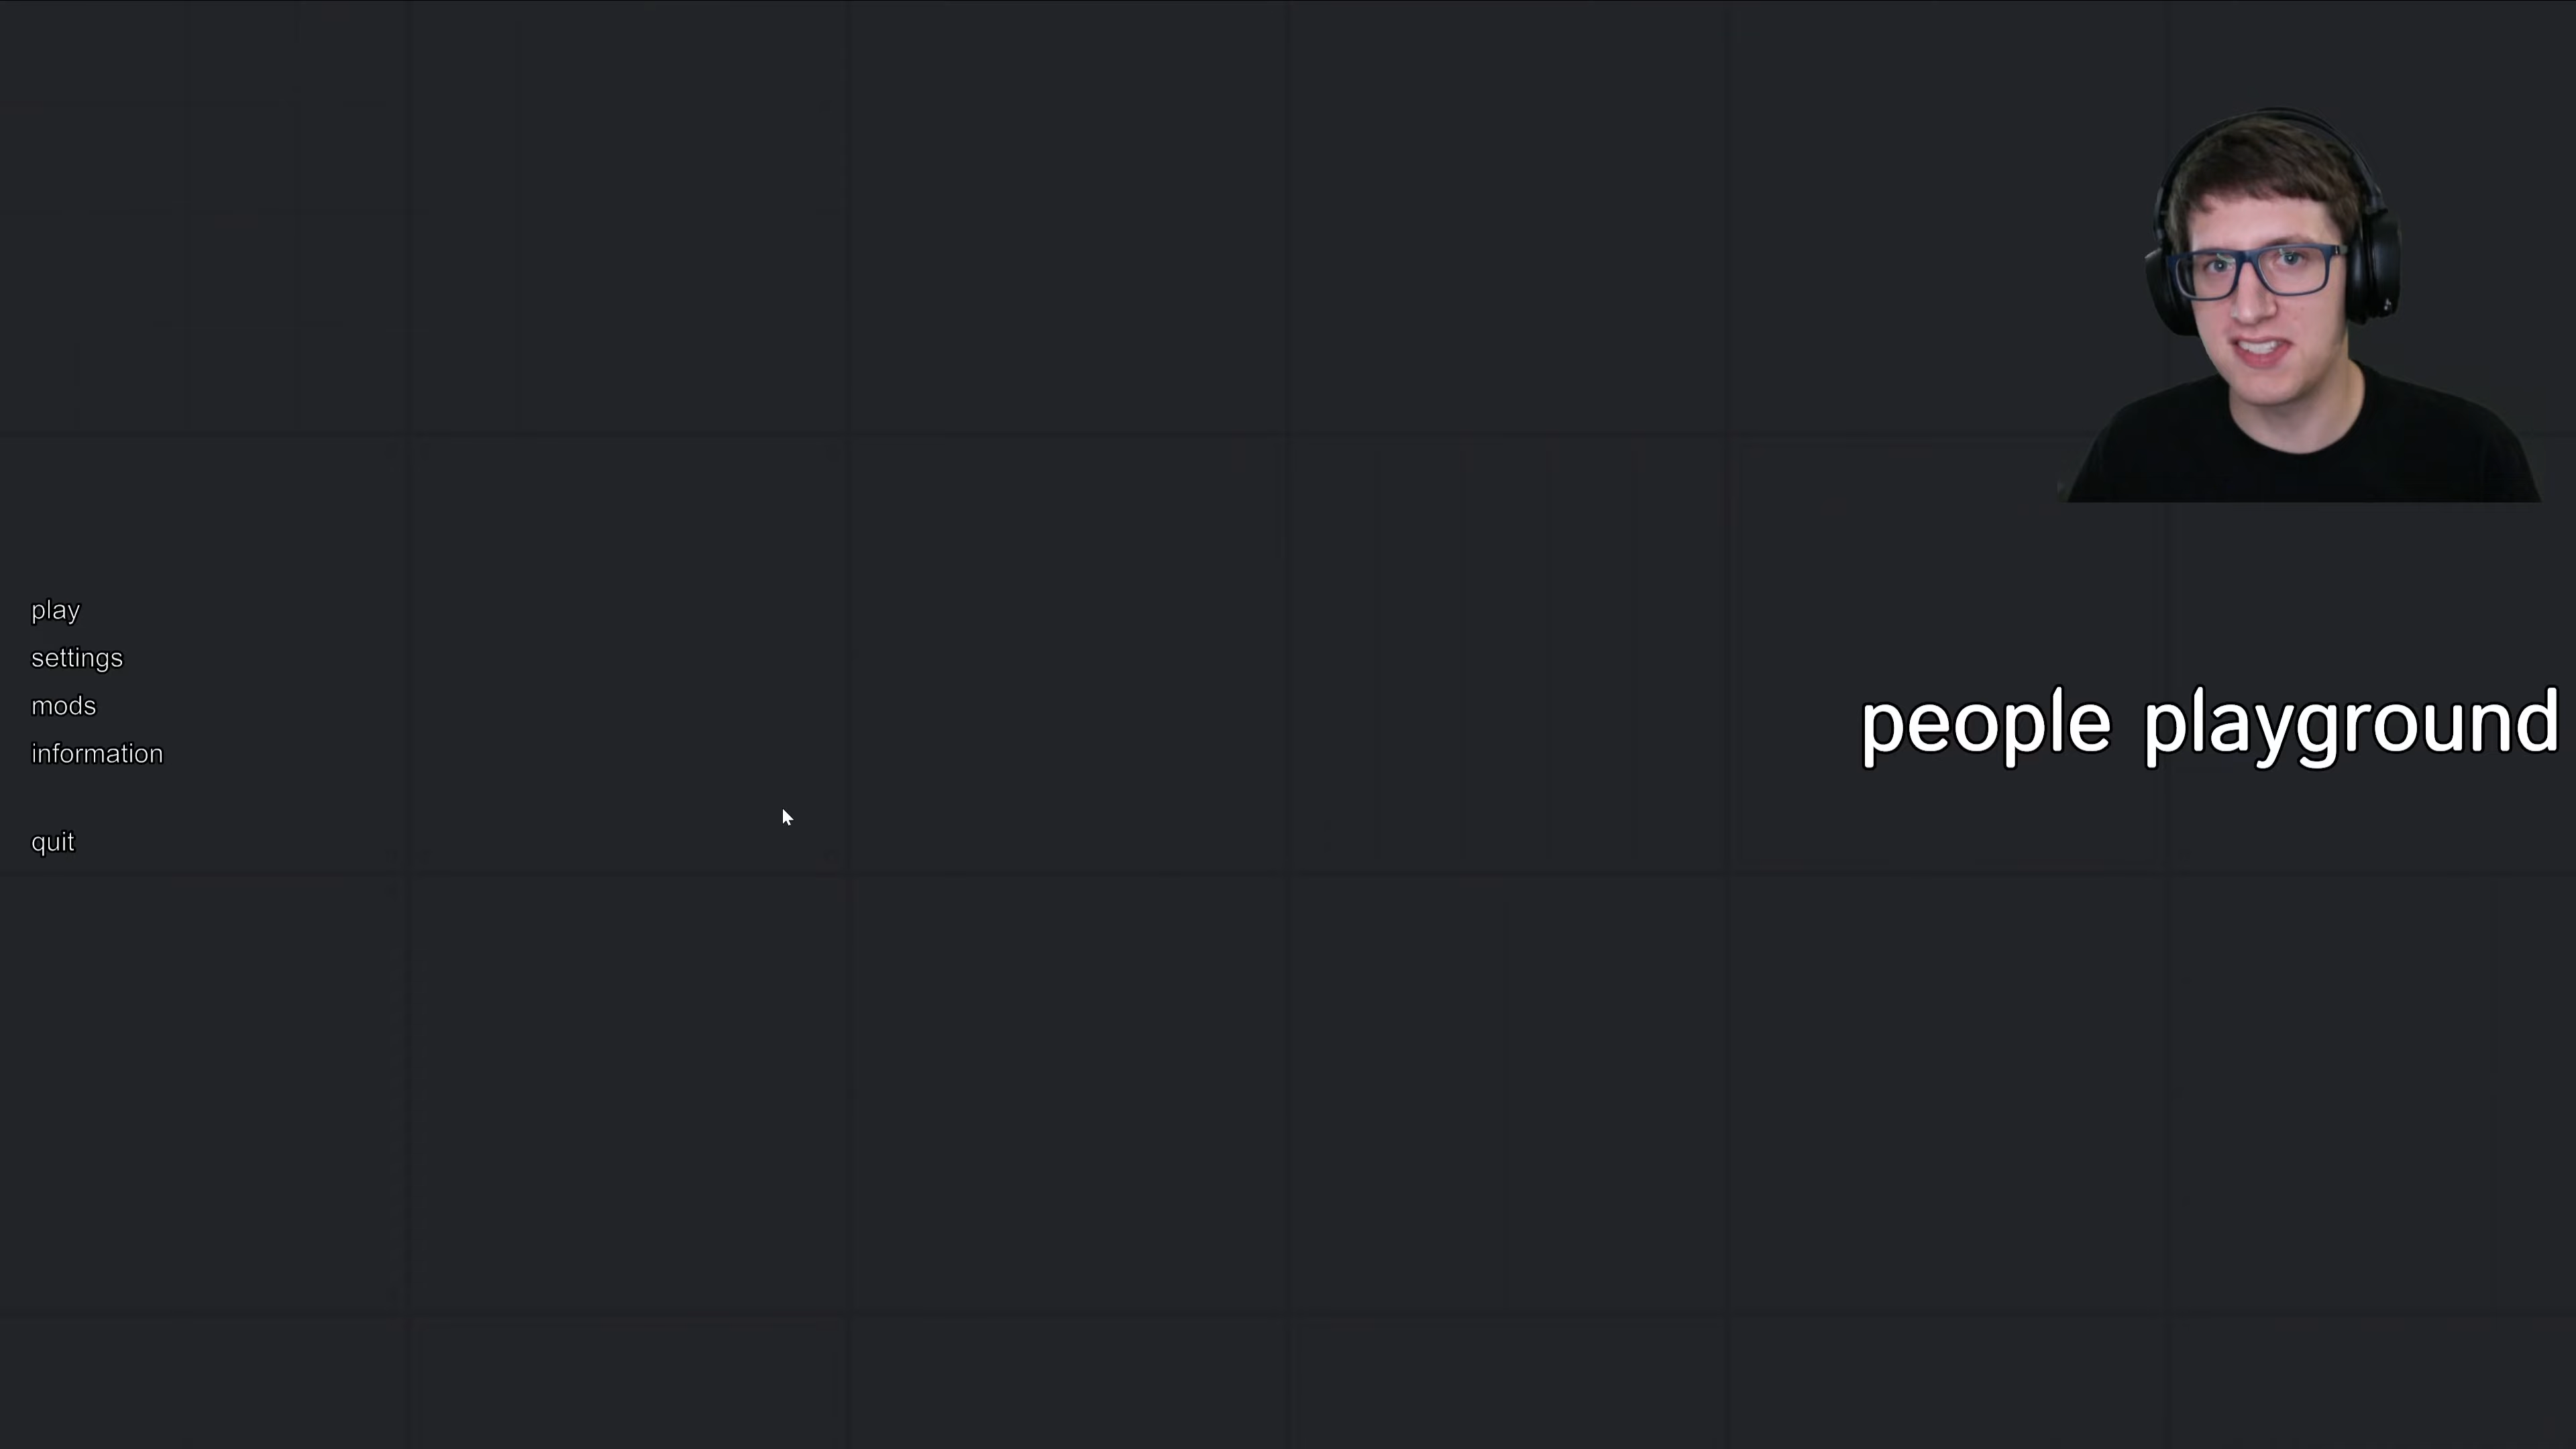 play
settings
mods
information
quit
people playground